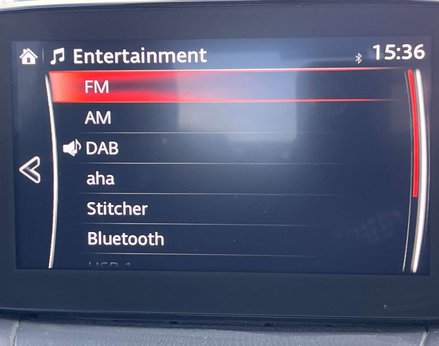 Entertainment 15:36
FM
AM
DAB
aha
Stitcher
Bluetooth